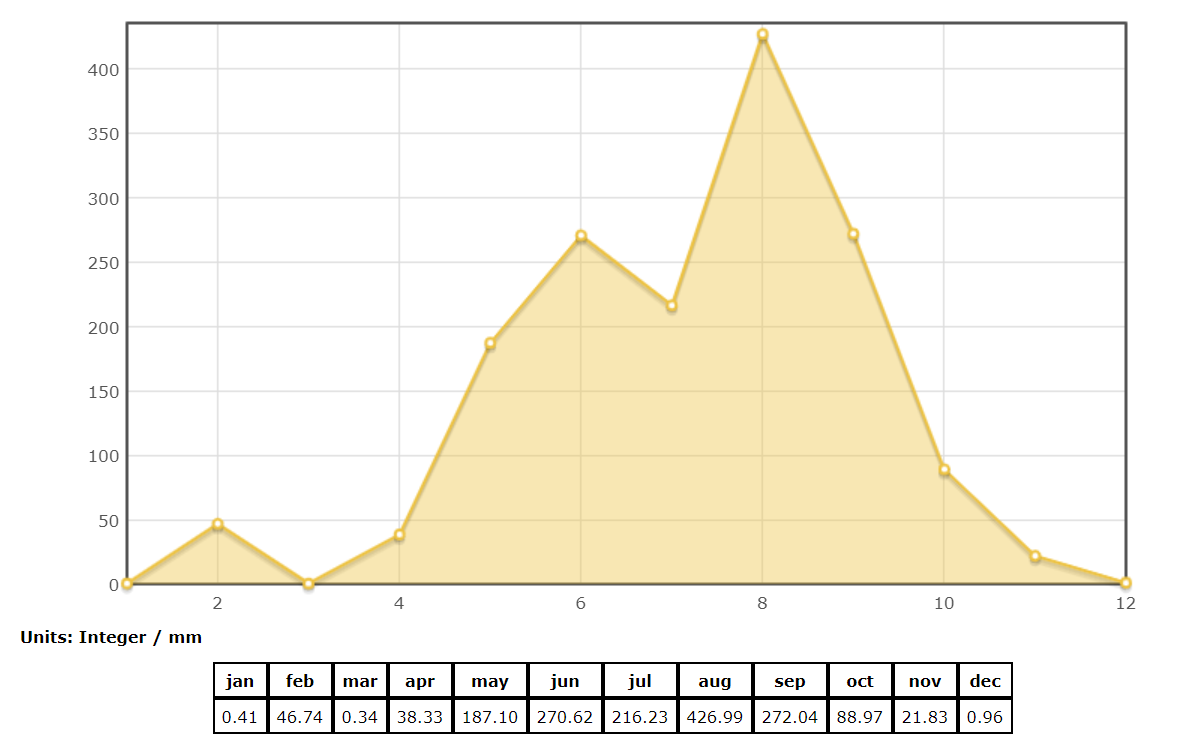 400
350
300
250
200
150
100
50
0
2 4 6 8 10 12
Units: Integer / mm
jan feb mar apr may jun jul aug sep oct nov dec
0.41 46.74 0.34 38.33 187.10 270.62 216.23 426.99 272.04 88.97 21.83 0.96